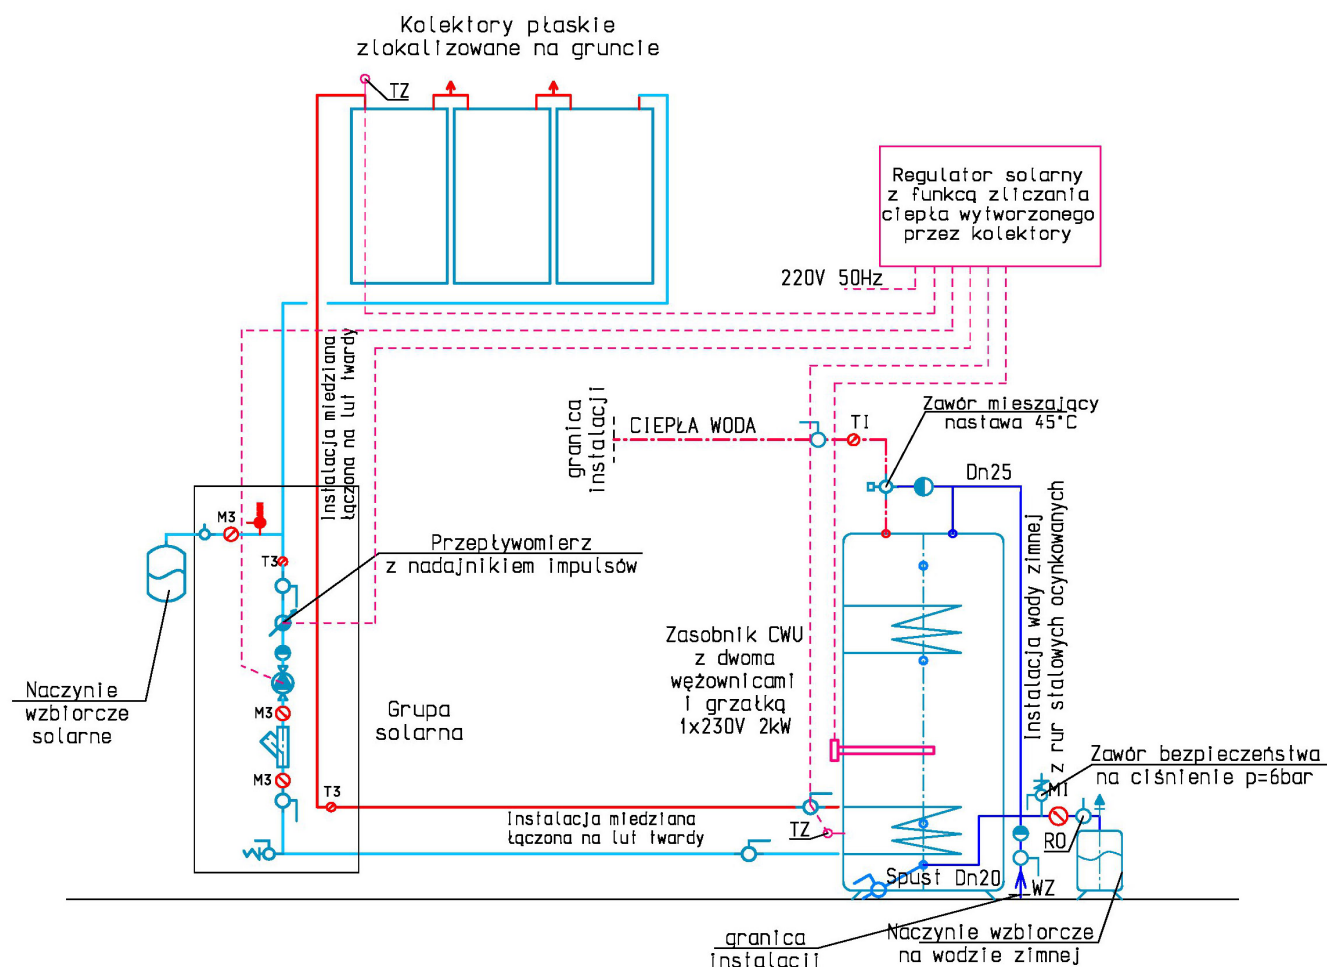 Kolektory płaskie
zlokalizowane na gruncie
TZ
Regulator solarny
z funkcą zliczania
ciepła wytworzonego
przez kolektory
220V 50Hz
Instalacja miedziana
łączona na lut twardy
granica
instalacji
CIEPŁA WODA
TI
Zawór mieszający
nastawa 45°C
Dn25
M3
T3
Przepływomierz
z nadajnikiem impulsów
Instalacja wody zimnej
z rur stalowych ocynkowanych
Zasobnik CWU
z dwoma
wężownicami
i grzałką
1x230V 2kW
Naczynie
wzbiorcze
solarne
M3
Grupa
solarna
M3
T3
Zawór bezpieczeństwa
na ciśnienie p=6bar
MI
Instalacja miedziana
łączona na lut twardy
TZ
RO
Spust Dn20
WZ
granica
instalacji
Naczynie wzbiorcze
na wodzie zimnej